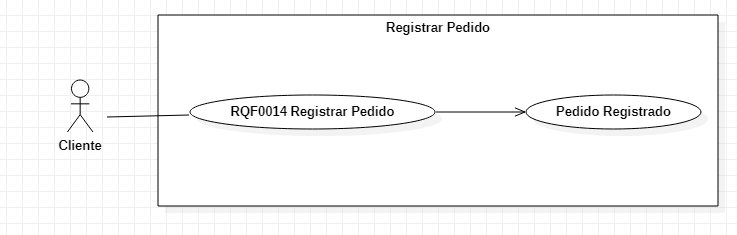 Registrar Pedido
RQF0014 Registrar Pedido
Pedido Registrado
Cliente